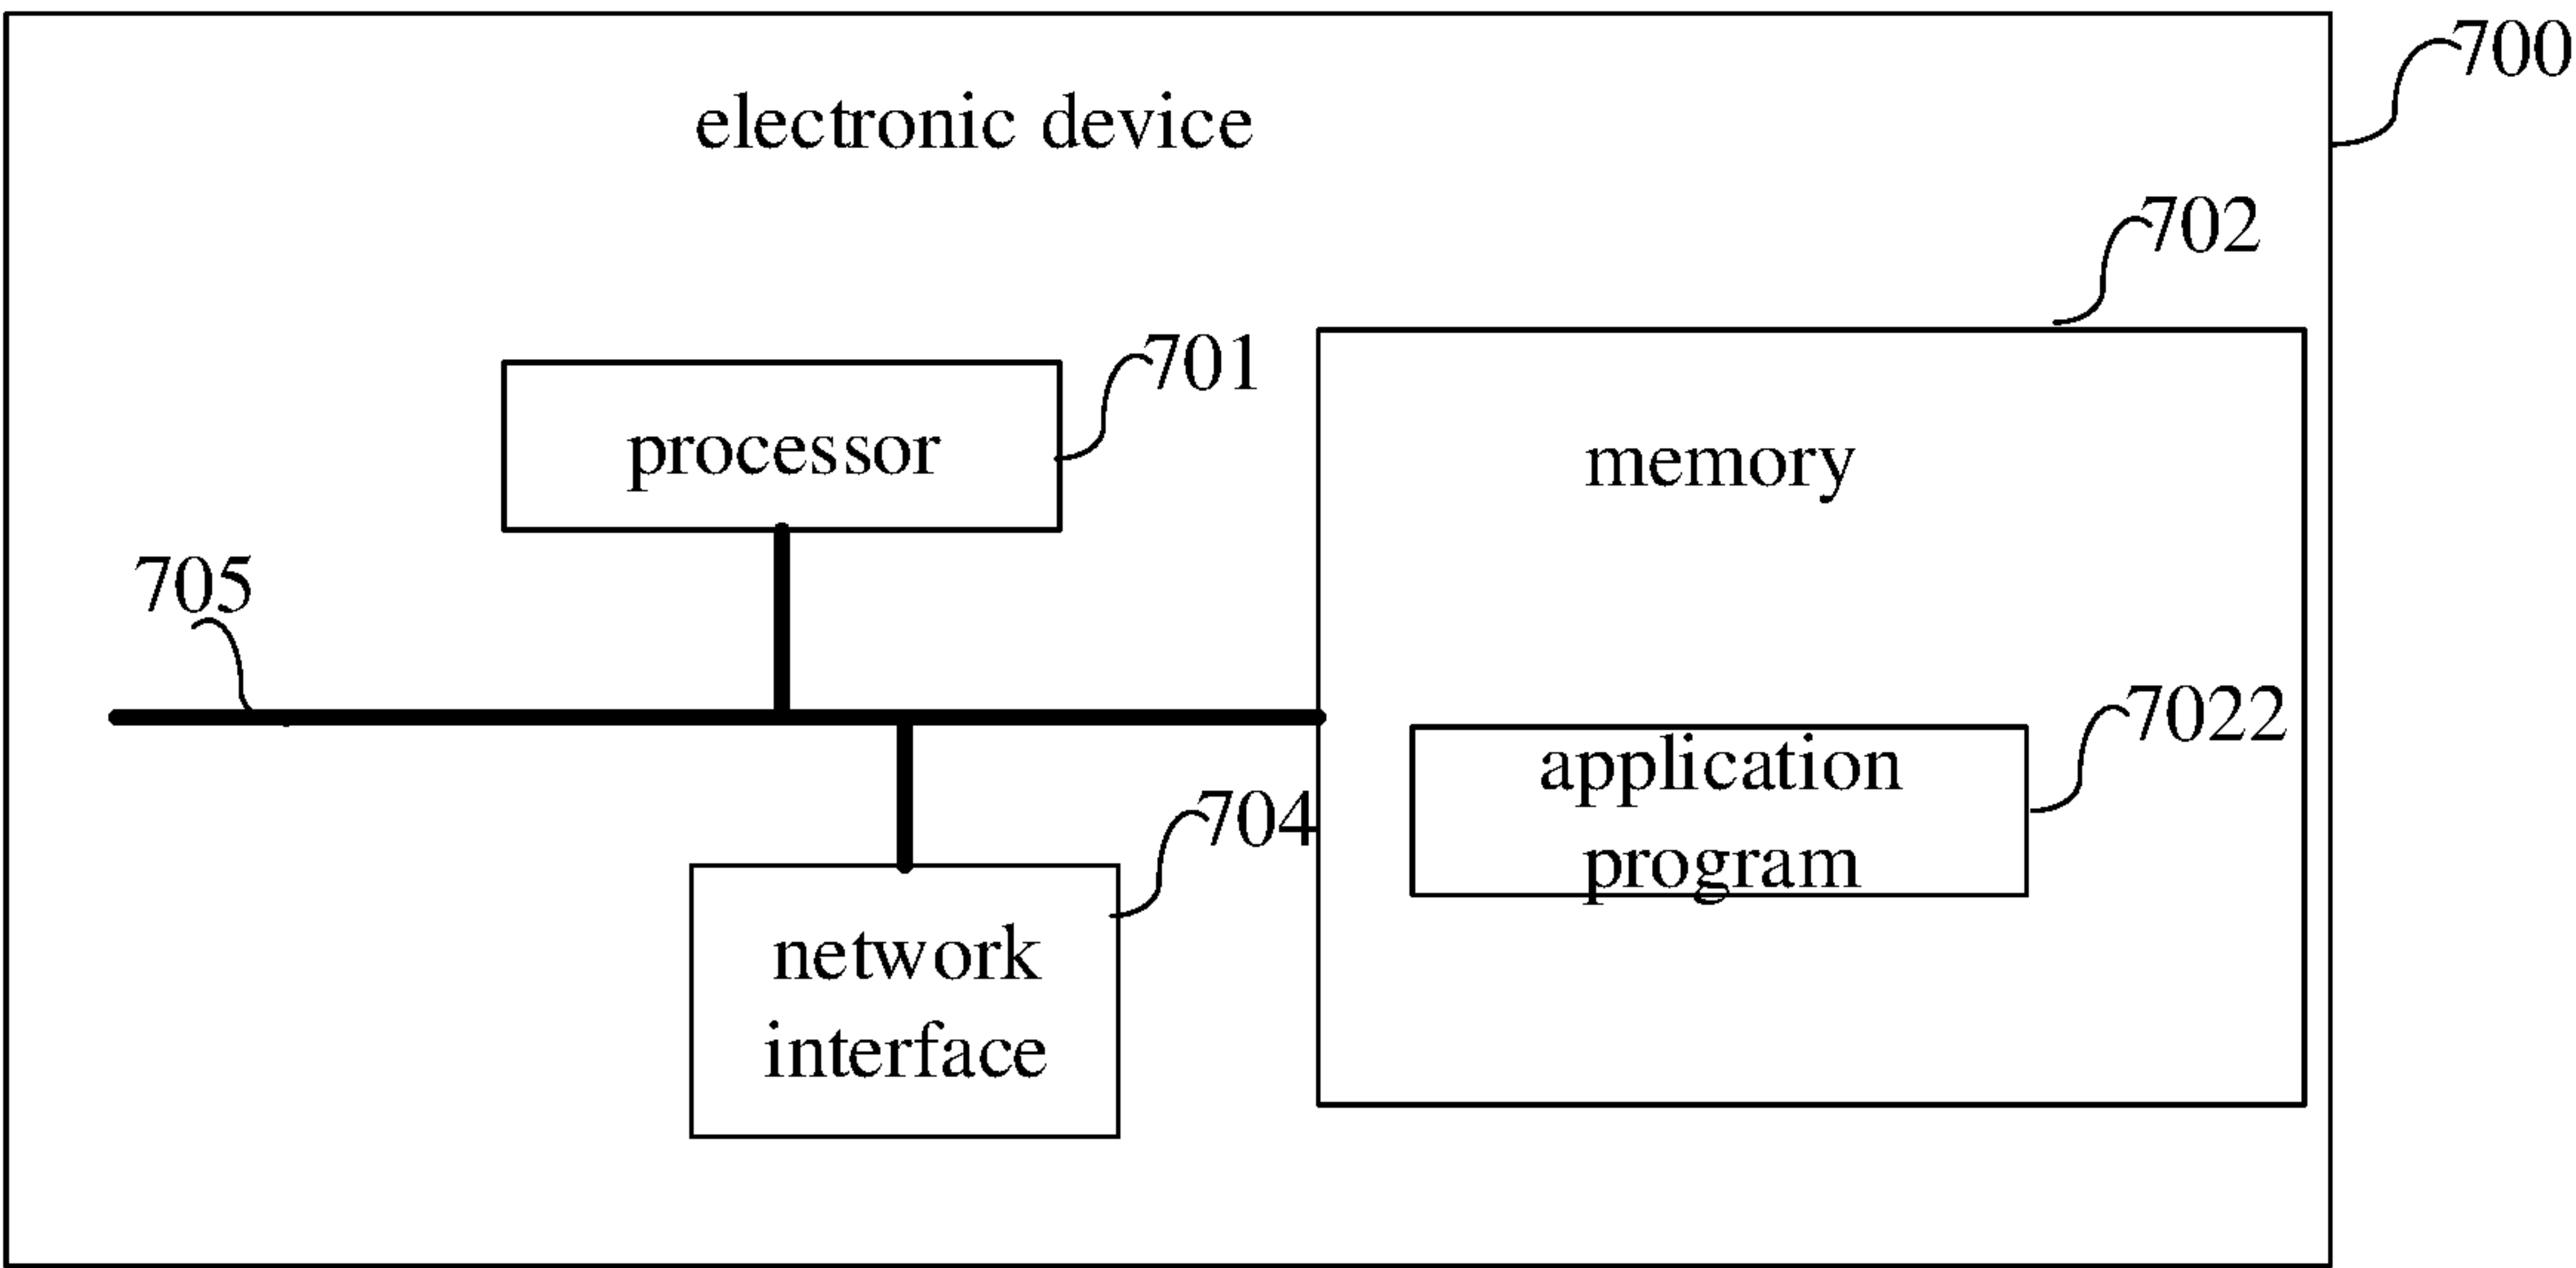 700
electronic device
702
701
processor
memory
705
7022
application
program
704
network
interface